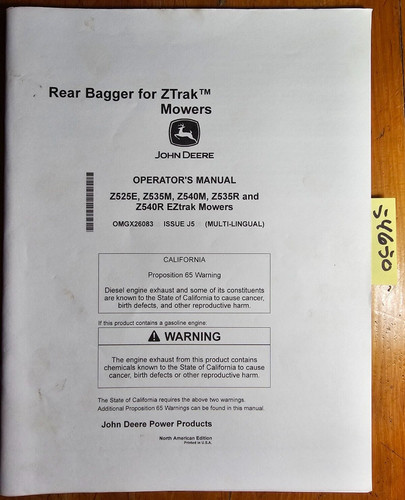 Rear Bagger for ZTrak™
Mowers
JOHN DEERE
OPERATOR'S MANUAL
Z525E, Z535M, Z540M, Z535R and
Z540R EZtrak Mowers
OMGX26083 ISSUE J5 (MULTI-LINGUAL)
CALIFORNIA
Proposition 65 Warning
Diesel engine exhaust and some of its constituents
are known to the State of California to cause cancer,
birth defects, and other reproductive harm.
If this product contains a gasoline engine:
WARNING
The engine exhaust from this product contains
chemicals known to the State of California to cause
cancer, birth defects or other reproductive harm.
The State of California requires the above two warnings.
Additional Proposition 65 Warnings can be found in this manual.
John Deere Power Products
North American Edition
Printed in U.S.A.
54650